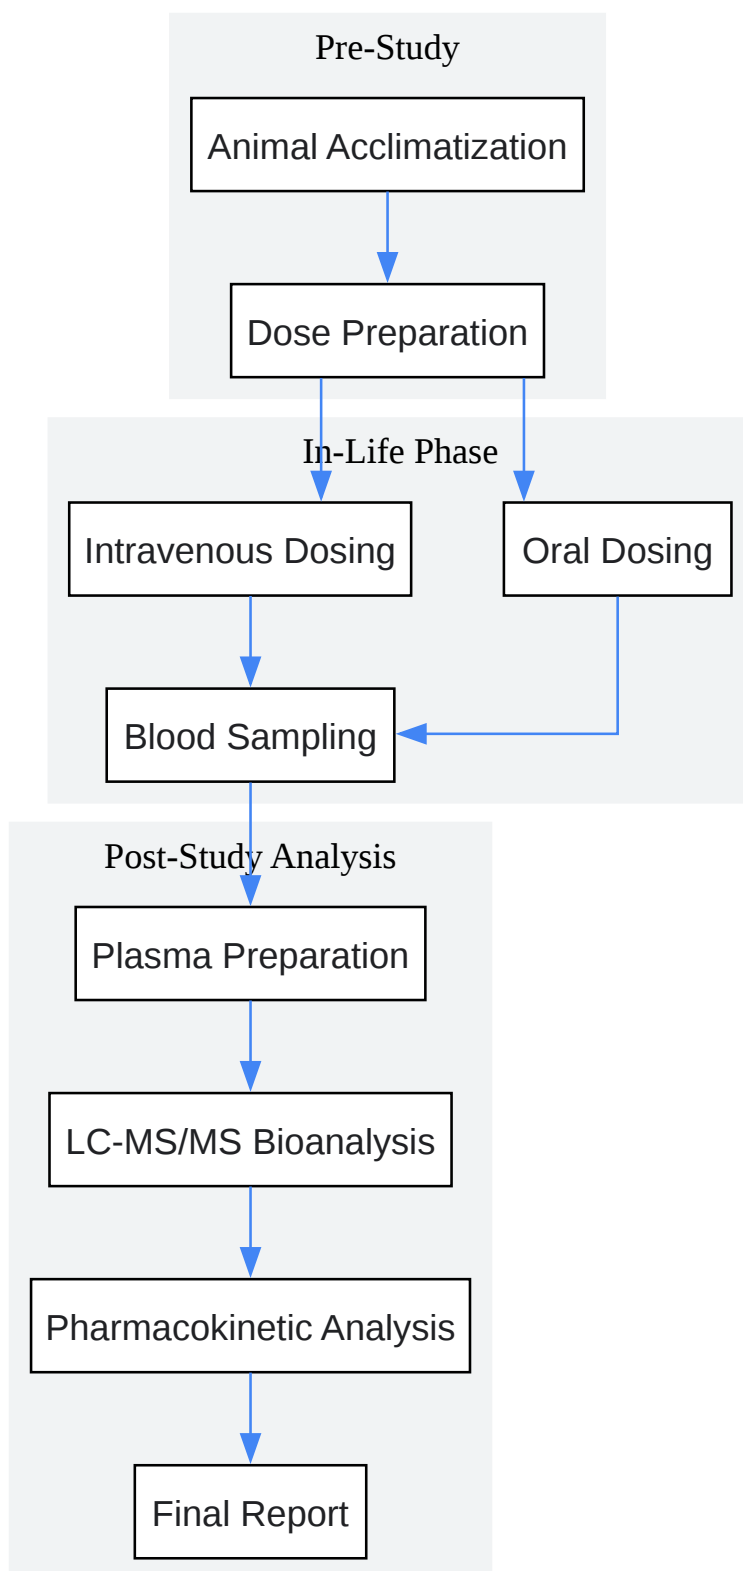 Pre-Study
Animal Acclimatization
Dose Preparation
In-Life Phase
Intravenous Dosing
Oral Dosing
Blood Sampling
Post-Study Analysis
Plasma Preparation
LC-MS/MS Bioanalysis
Pharmacokinetic Analysis
Final Report